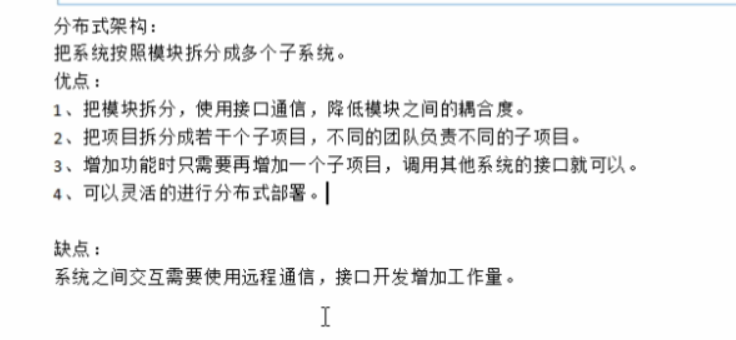 分布式架构：
把系统按照模块拆分成多个子系统。
优点：
1、把模块拆分，使用接口通信，降低模块之间的耦合度。
2、把项目拆分成若干个子项目，不同的团队负责不同的子项目。
3、增加功能时只需要再增加一个子项目，调用其他系统的接口就可以。
4、可以灵活的进行分布式部署。
缺点：
系统之间交互需要使用远程通信，接口开发增加工作量。